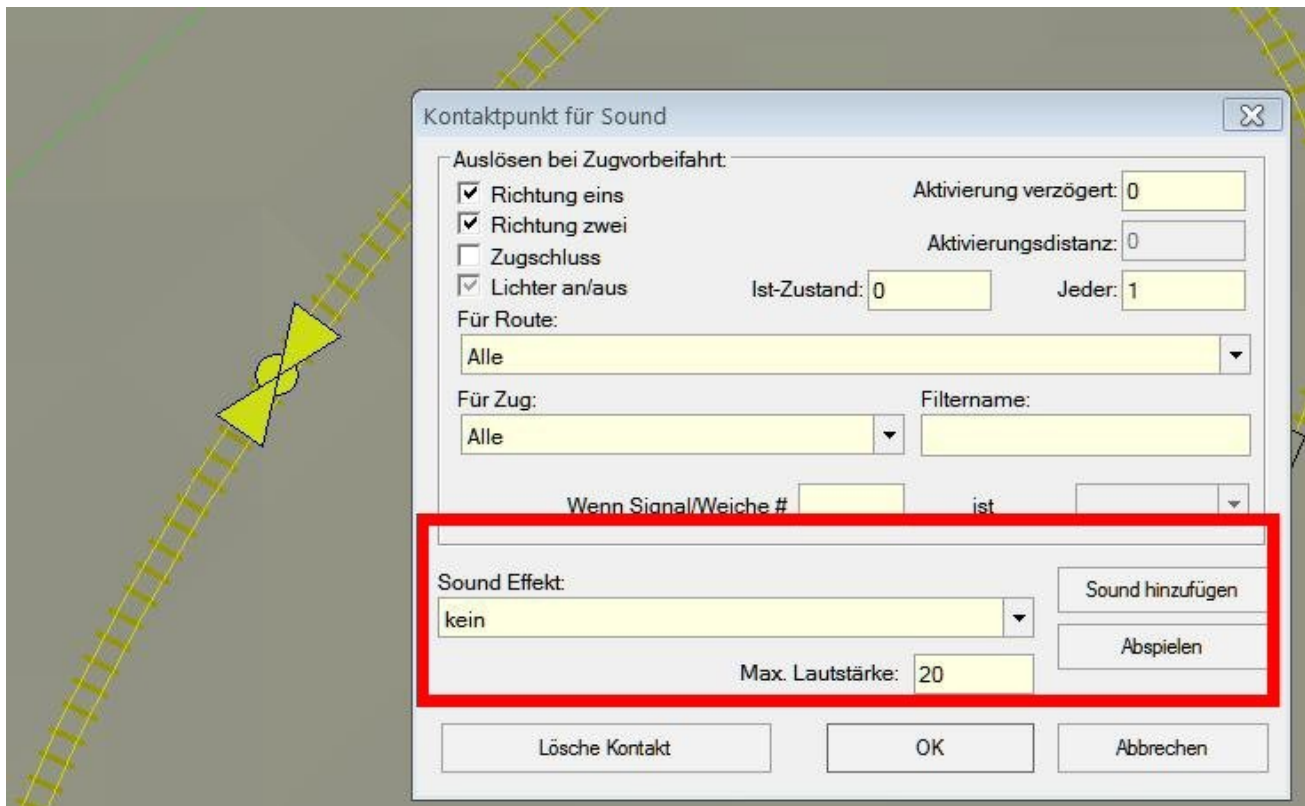 Kontaktpunkt für Sound
Auslösen bei Zugvorbeifahrt:
Richtung eins
Aktivierung verzögert: 0
Richtung zwei
Aktivierungsdistanz: 0
Zugschluss
Lichter an/aus
Ist-Zustand: 0
Jeder: 1
Für Route:
Alle
Für Zug:
Filtername:
Alle
Wenn Signal/Weiche #
ist
Sound Effekt:
Sound hinzufügen
kein
Abspielen
Max. Lautstärke: 20
Lösche Kontakt
OK
Abbrechen